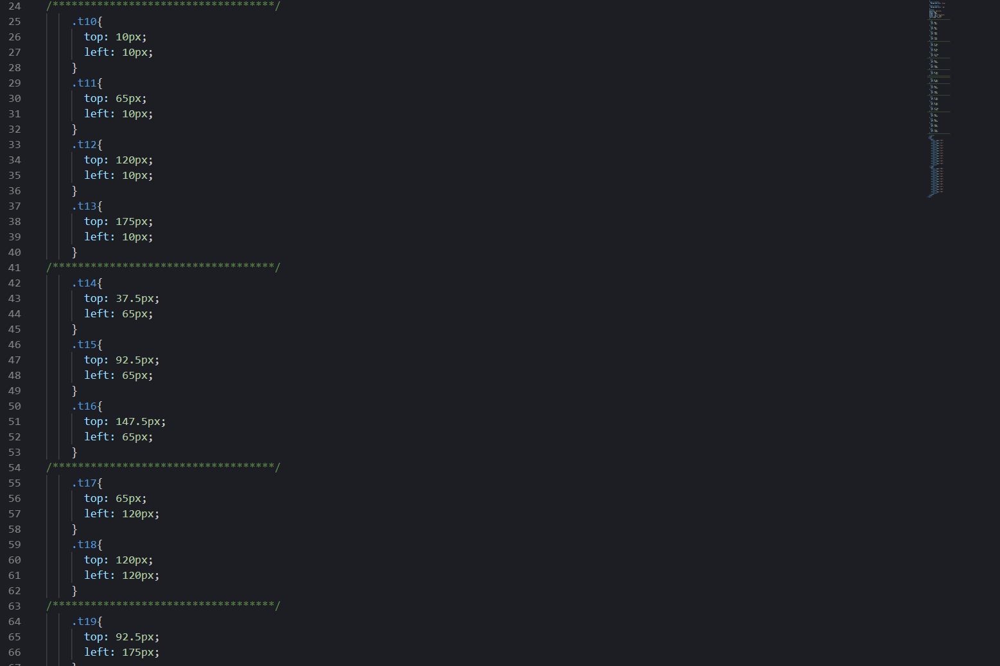 24 /***********************************/
25 .t10{
26 top: 10px;
27 left: 10px;
28 }
29 .t11{
30 top: 65px;
31 left: 10px;
32 }
33 .t12{
34 top: 120px;
35 left: 10px;
36 }
37 .t13{
38 top: 175px;
39 left: 10px;
40 }
41 /***********************************/
42 .t14{
43 top: 37.5px;
44 left: 65px;
45 }
46 .t15{
47 top: 92.5px;
48 left: 65px;
49 }
50 .t16{
51 top: 147.5px;
52 left: 65px;
53 }
54 /***********************************/
55 .t17{
56 top: 65px;
57 left: 120px;
58 }
59 .t18{
60 top: 120px;
61 left: 120px;
62 }
63 /***********************************/
64 .t19{
65 top: 92.5px;
66 left: 175px;
67 }